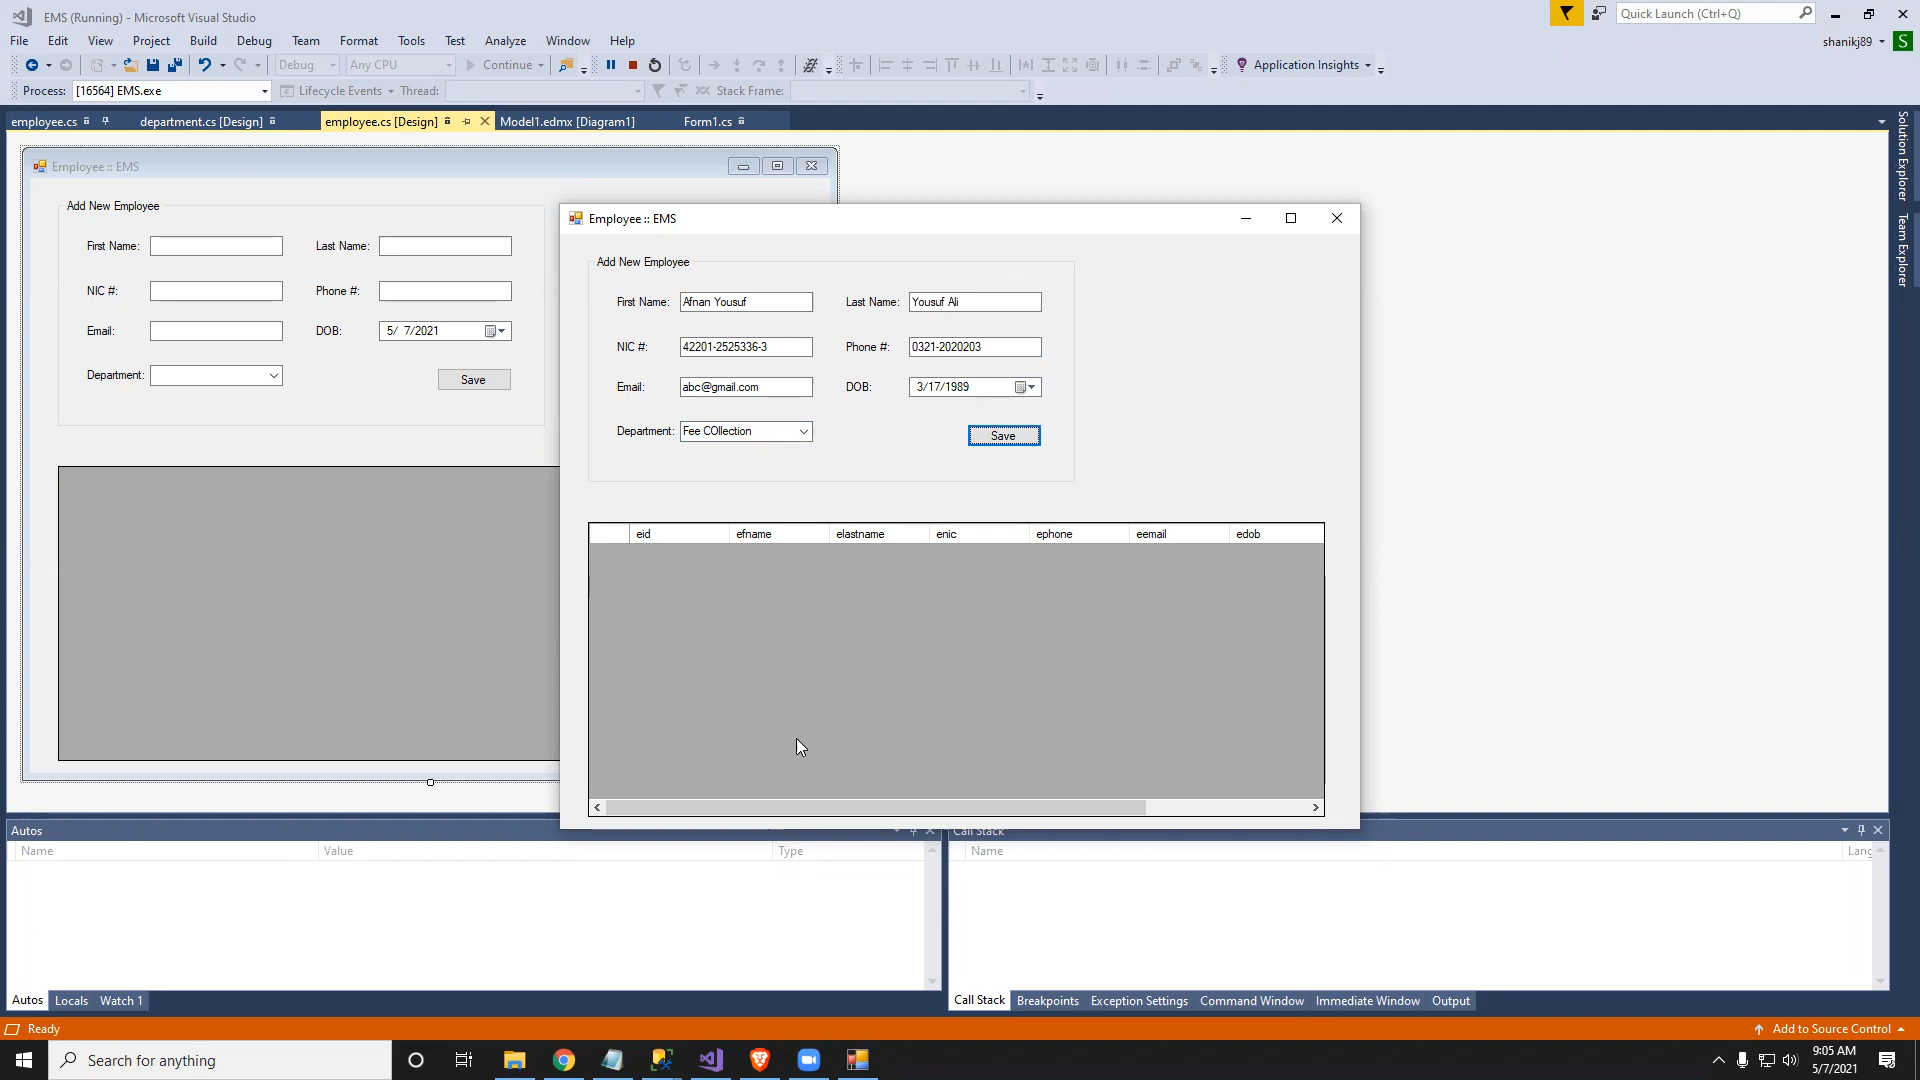 EMS (Running) - Microsoft Visual Studio
Quick Launch (Ctrl+Q)
File Edit View Project Build Debug Team Format Tools Test Analyze Window Help
shanikj89 S
Debug Any CPU Continue Application Insights
Process: [16564] EMS.exe Lifecycle Events Thread: Stack Frame:
employee.cs department.cs [Design] employee.cs [Design] Model1.edmx [Diagram1] Form1.cs
Solution Explorer
Team Explorer
Employee :: EMS
Add New Employee
First Name: Last Name:
NIC #: Phone #:
Email: DOB: 5/ 7/2021
Department: Save
Employee :: EMS
Add New Employee
First Name: Afnan Yousuf Last Name: Yousuf Ali
NIC #: 42201-2525336-3 Phone #: 0321-2020203
Email: abc@gmail.com DOB: 3/17/1989
Department: Fee COllection Save
eid efname elastname enic ephone eemail edob
Autos
Name Value Type
Autos Locals Watch 1
Call Stack
Name Lang
Call Stack Breakpoints Exception Settings Command Window Immediate Window Output
Ready Add to Source Control
Search for anything
9:05 AM
5/7/2021